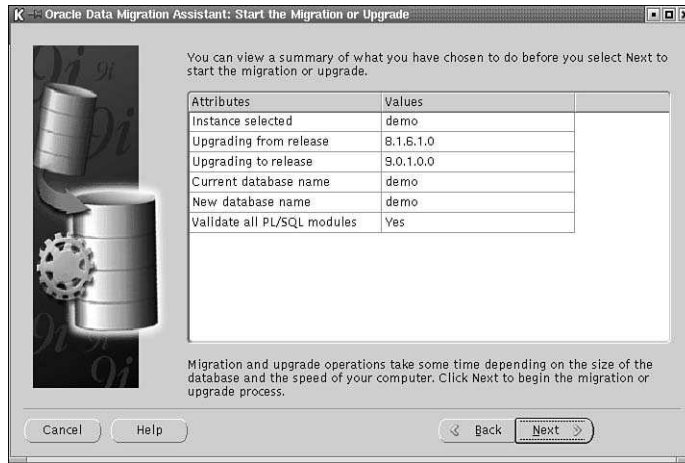 Oracle Data Migration Assistant: Start the Migration or Upgrade
9i
9i
You can view a summary of what you have chosen to do before you select Next to
start the migration or upgrade.
Attributes Values
Instance selected demo
Upgrading from release 8.1.6.1.0
Upgrading to release 9.0.1.0.0
Current database name demo
New database name demo
Validate all PL/SQL modules Yes
Migration and upgrade operations take some time depending on the size of the
database and the speed of your computer. Click Next to begin the migration or
upgrade process.
9i
Cancel Help Back Next